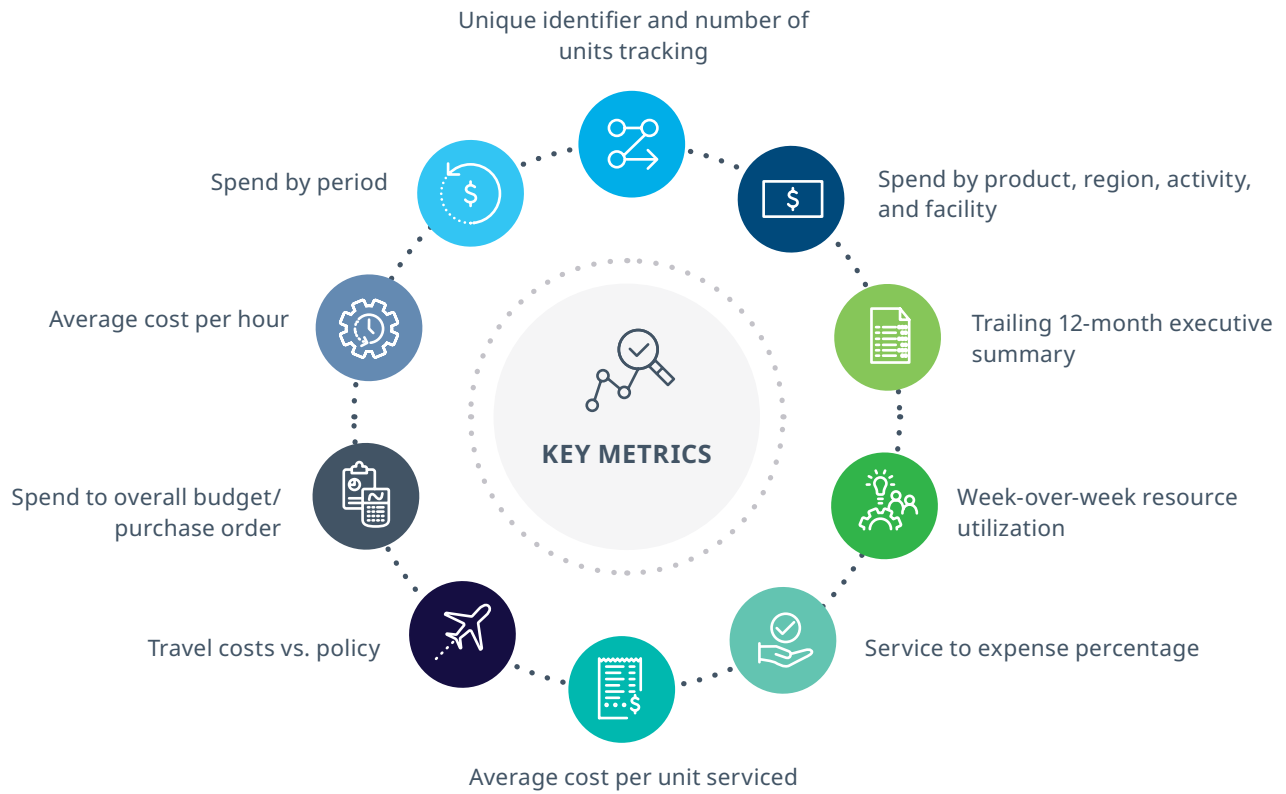 Unique identifier and number of
units tracking
Spend by period
Spend by product, region, activity,
and facility
Average cost per hour
Trailing 12-month executive
summary
KEY METRICS
Spend to overall budget/
purchase order
Week-over-week resource
utilization
Travel costs vs. policy
Service to expense percentage
Average cost per unit serviced
$
$
$